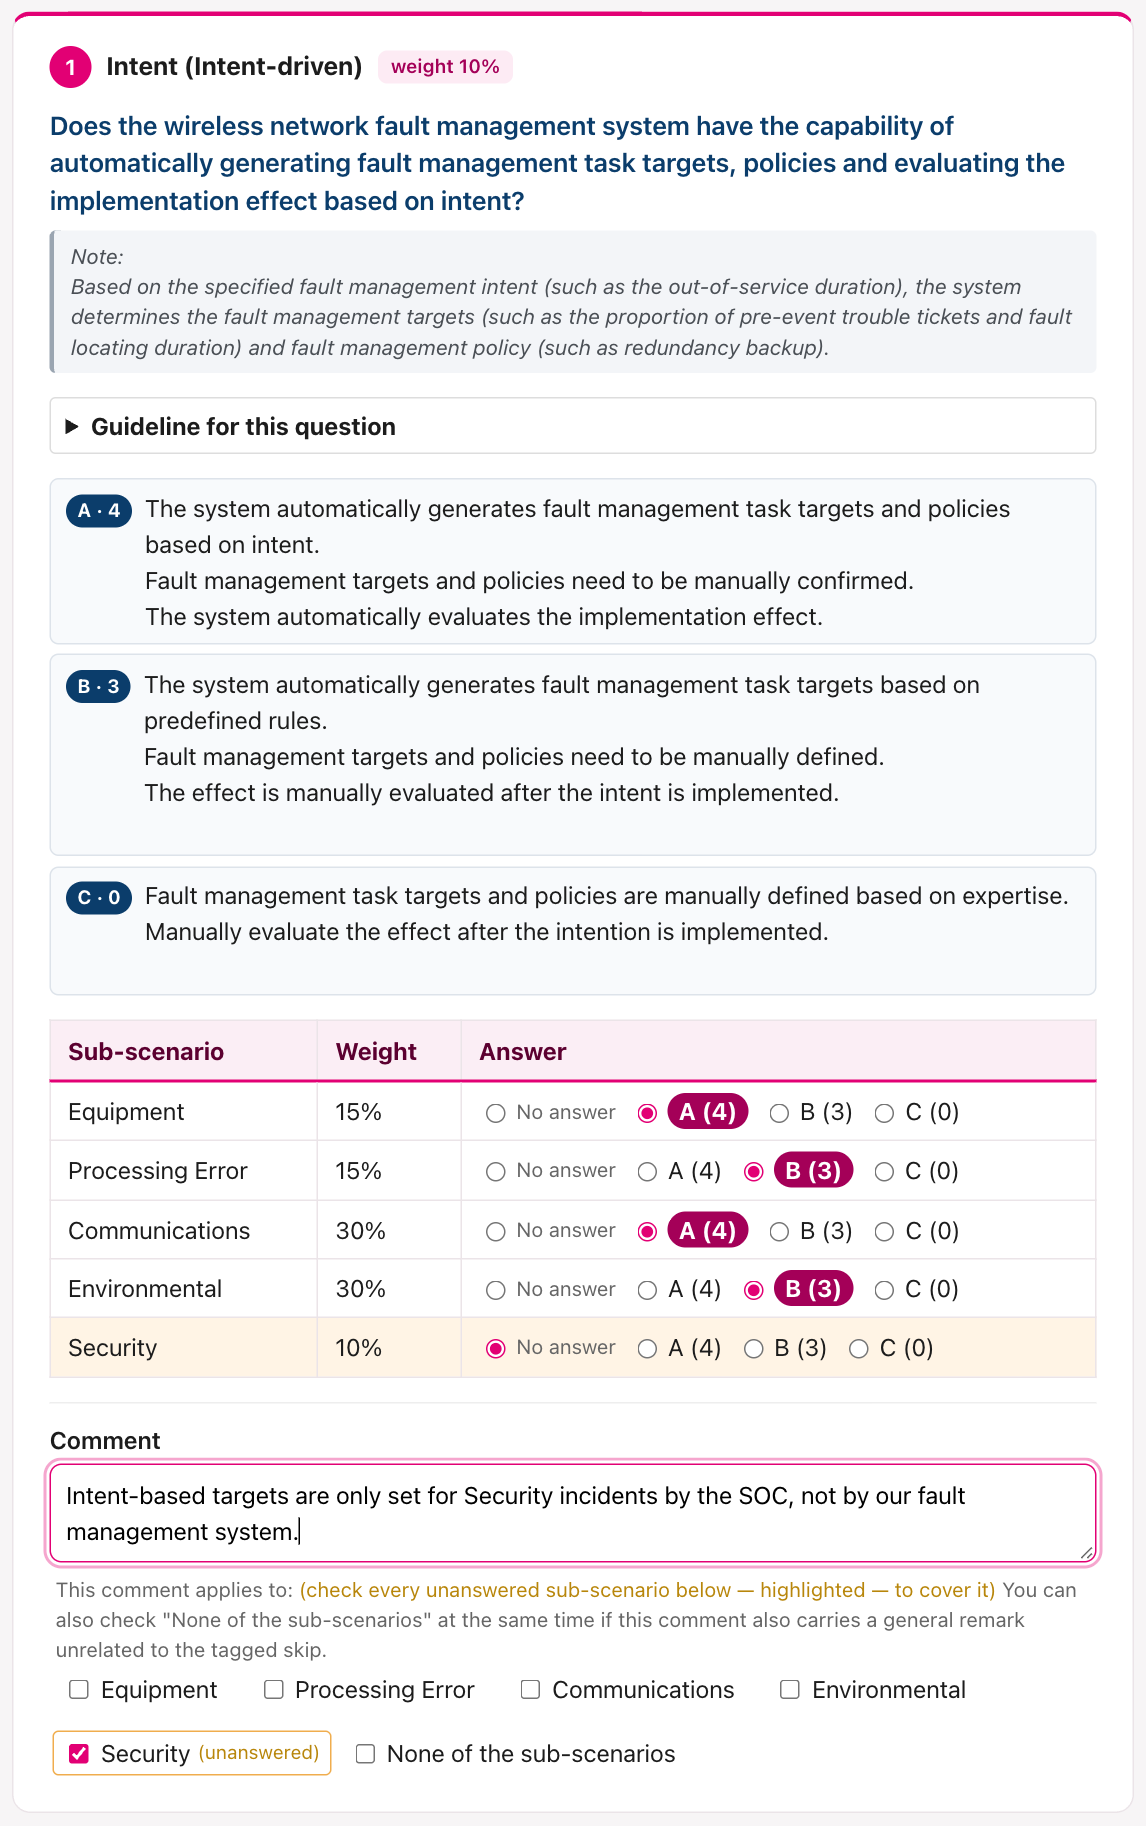 1 Intent (Intent-driven) weight 10%
Does the wireless network fault management system have the capability of
automatically generating fault management task targets, policies and evaluating the
implementation effect based on intent?
Note:
Based on the specified fault management intent (such as the out-of-service duration), the system
determines the fault management targets (such as the proportion of pre-event trouble tickets and fault
locating duration) and fault management policy (such as redundancy backup).
▶ Guideline for this question
A · 4 The system automatically generates fault management task targets and policies
based on intent.
Fault management targets and policies need to be manually confirmed.
The system automatically evaluates the implementation effect.
B · 3 The system automatically generates fault management task targets based on
predefined rules.
Fault management targets and policies need to be manually defined.
The effect is manually evaluated after the intent is implemented.
C · 0 Fault management task targets and policies are manually defined based on expertise.
Manually evaluate the effect after the intention is implemented.
Sub-scenario Weight Answer
Equipment 15% No answer A (4) B (3) C (0)
Processing Error 15% No answer A (4) B (3) C (0)
Communications 30% No answer A (4) B (3) C (0)
Environmental 30% No answer A (4) B (3) C (0)
Security 10% No answer A (4) B (3) C (0)
Comment
Intent-based targets are only set for Security incidents by the SOC, not by our fault
management system.
This comment applies to: (check every unanswered sub-scenario below — highlighted — to cover it) You can
also check "None of the sub-scenarios" at the same time if this comment also carries a general remark
unrelated to the tagged skip.
Equipment Processing Error Communications Environmental
Security (unanswered) None of the sub-scenarios